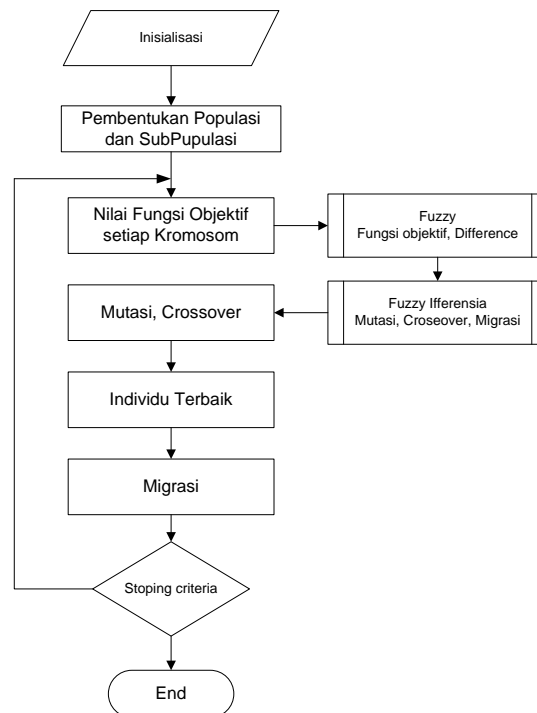 Inisialisasi
Pembentukan Populasi
dan SubPupulasi
Nilai Fungsi Objektif
setiap Kromosom
Fuzzy
Fungsi objektif, Difference
Fuzzy Ifferensia
Mutasi, Croseover, Migrasi
Mutasi, Crossover
Individu Terbaik
Migrasi
Stoping criteria
End